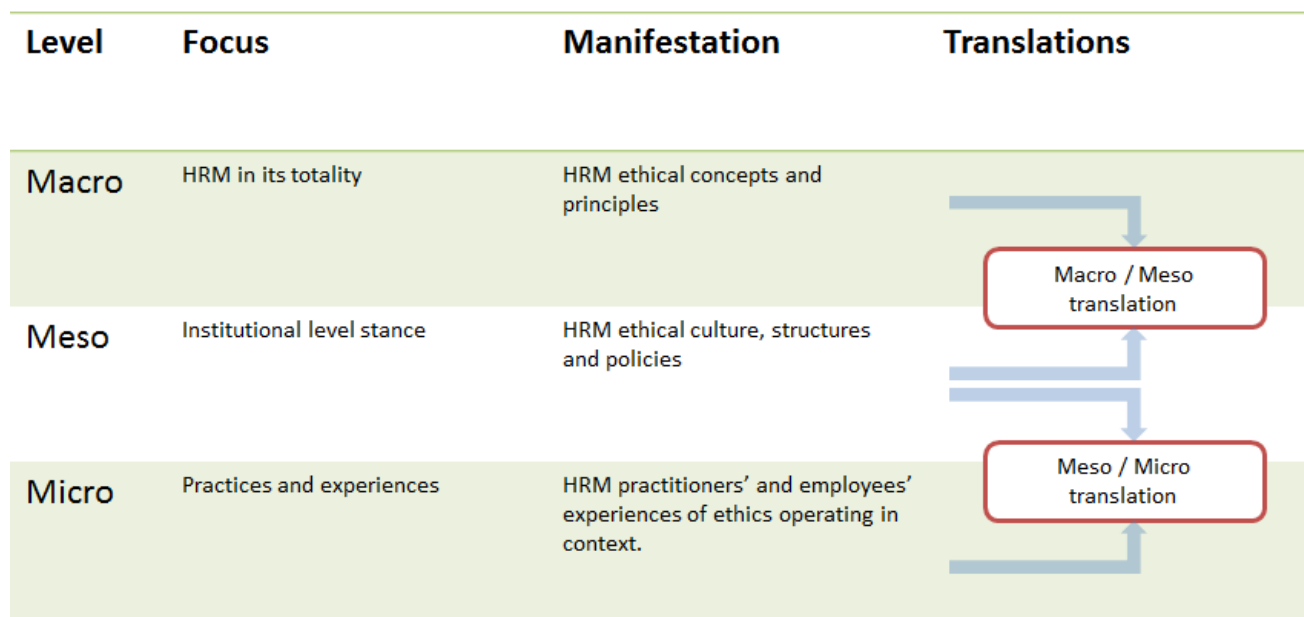 Level Focus Manifestation Translations
Macro HRM in its totality HRM ethical concepts and
principles
Macro / Meso
translation
Meso Institutional level stance HRM ethical culture, structures
and policies
Meso / Micro
translation
Micro Practices and experiences HRM practitioners’ and employees’
experiences of ethics operating in
context.